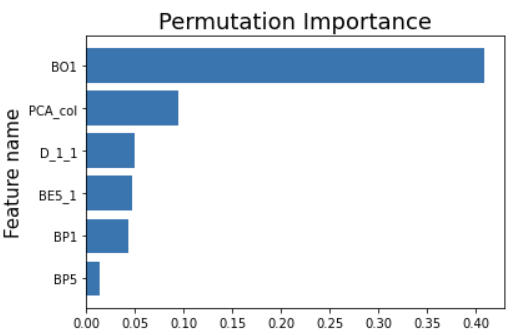 Permutation Importance
Feature name
BO1
PCA_col
D_1_1
BE5_1
BP1
BP5
0.00 0.05 0.10 0.15 0.20 0.25 0.30 0.35 0.40